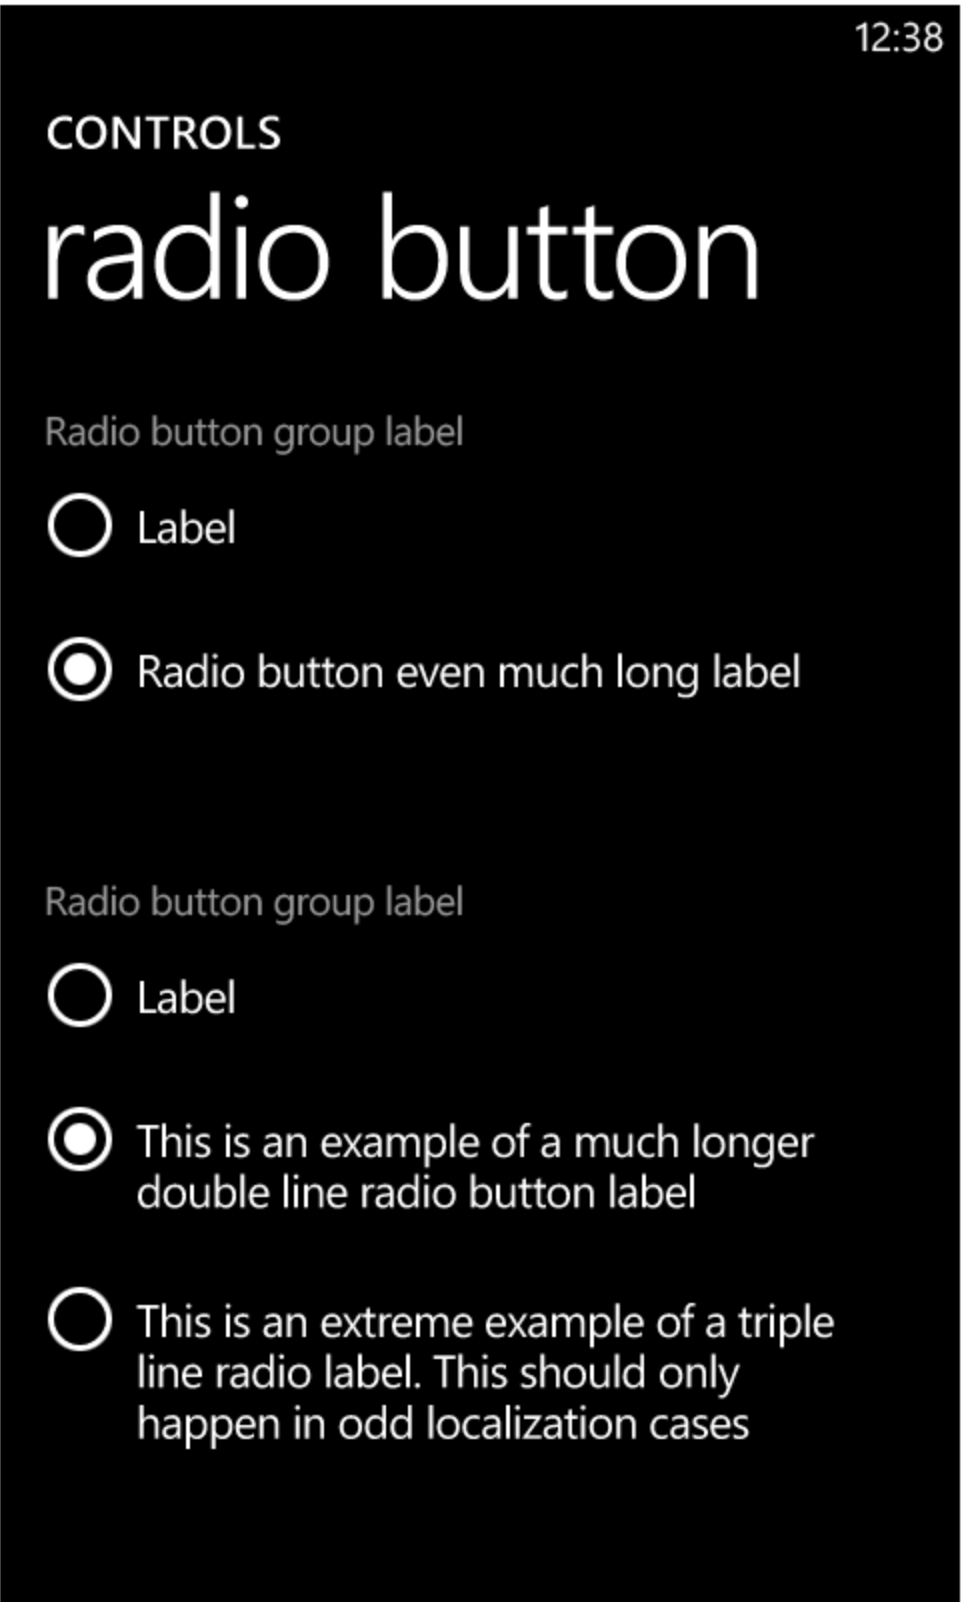 12:38
CONTROLS
radio button
Radio button group label
Label
Radio button even much long label
Radio button group label
Label
This is an example of a much longer
double line radio button label
This is an extreme example of a triple
line radio label. This should only
happen in odd localization cases